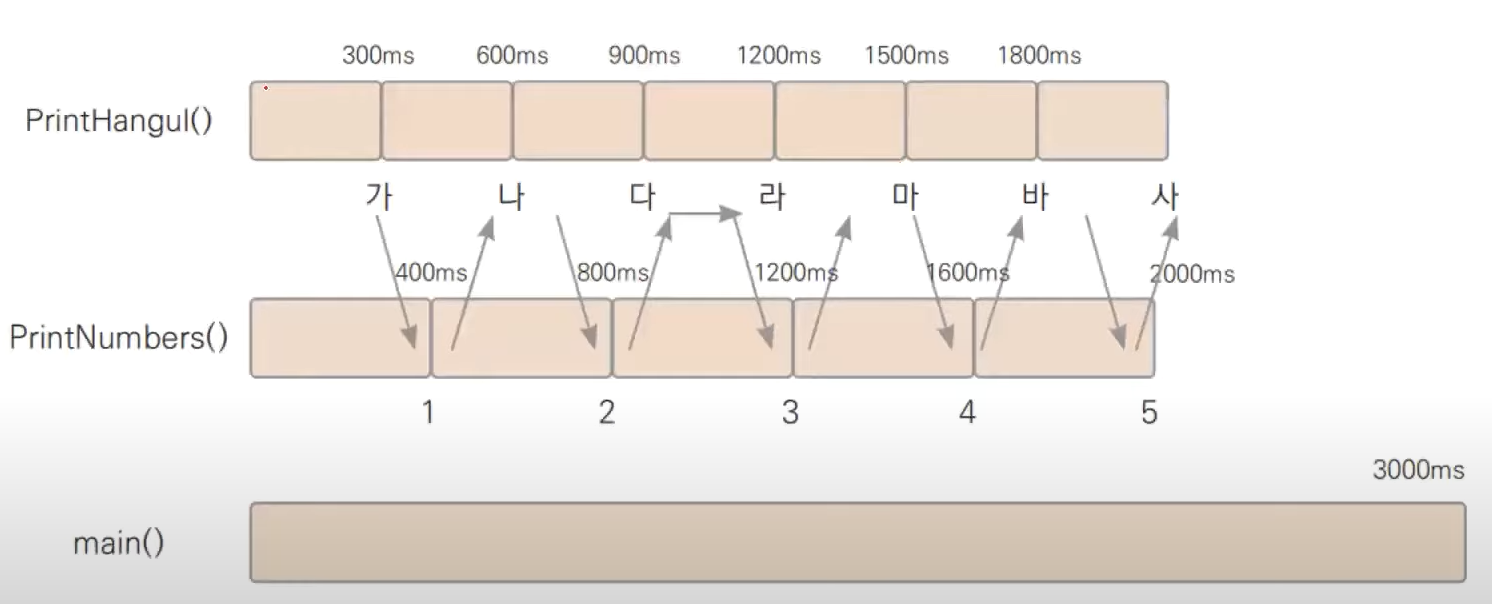 300ms 600ms 900ms 1200ms 1500ms 1800ms
PrintHangul()
가 나 다 라 마 바 사
400ms 800ms 1200ms 1600ms 2000ms
PrintNumbers()
1 2 3 4 5
3000ms
main()